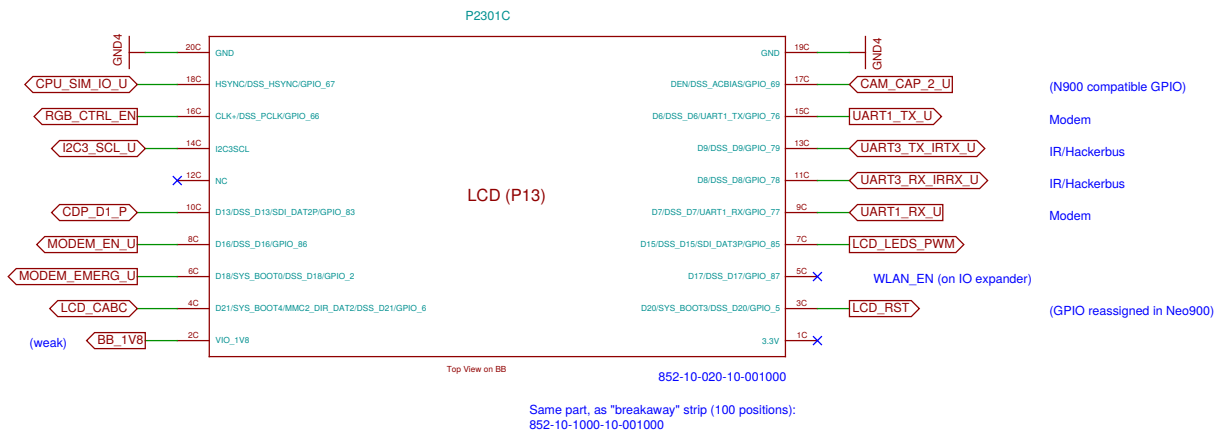 P2301C
GND4 20C GND GND 19C GND4
CPU_SIM_IO_U 18C HSYNC/DSS_HSYNC/GPIO_67 DEN/DSS_ACBIAS/GPIO_69 17C CAM_CAP_2_U (N900 compatible GPIO)
RGB_CTRL_EN 16C CLK+/DSS_PCLK/GPIO_66 D6/DSS_D6/UART1_TX/GPIO_76 15C UART1_TX_U Modem
I2C3_SCL_U 14C I2C3SCL D9/DSS_D9/GPIO_79 13C UART3_TX_IRTX_U IR/Hackerbus
12C NC D8/DSS_D8/GPIO_78 11C UART3_RX_IRRX_U IR/Hackerbus
LCD (P13)
CDP_D1_P 10C D13/DSS_D13/SDI_DAT2P/GPIO_83 D7/DSS_D7/UART1_RX/GPIO_77 9C UART1_RX_U Modem
MODEM_EN_U 8C D16/DSS_D16/GPIO_86 D15/DSS_D15/SDI_DAT3P/GPIO_85 7C LCD_LEDS_PWM
MODEM_EMERG_U 6C D18/SYS_BOOT0/DSS_D18/GPIO_2 D17/DSS_D17/GPIO_87 5C WLAN_EN (on IO expander)
LCD_CABC 4C D21/SYS_BOOT4/MMC2_DIR_DAT2/DSS_D21/GPIO_6 D20/SYS_BOOT3/DSS_D20/GPIO_5 3C LCD_RST (GPIO reassigned in Neo900)
(weak) BB_1V8 2C VIO_1V8 3.3V 1C
Top View on BB
852-10-020-10-001000
Same part, as "breakaway" strip (100 positions):
852-10-1000-10-001000